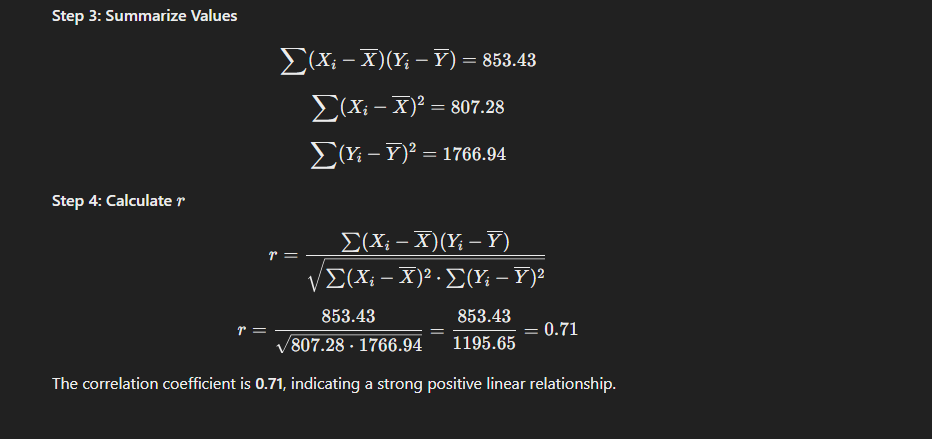 Step 3: Summarize Values
∑(Xᵢ − X̅)(Yᵢ − Y̅) = 853.43
∑(Xᵢ − X̅)² = 807.28
∑(Yᵢ − Y̅)² = 1766.94
Step 4: Calculate r
r = ∑(Xᵢ − X̅)(Yᵢ − Y̅) / √(∑(Xᵢ − X̅)² · ∑(Yᵢ − Y̅)²)
r = 853.43 / √(807.28 · 1766.94) = 853.43 / 1195.65 = 0.71
The correlation coefficient is 0.71, indicating a strong positive linear relationship.